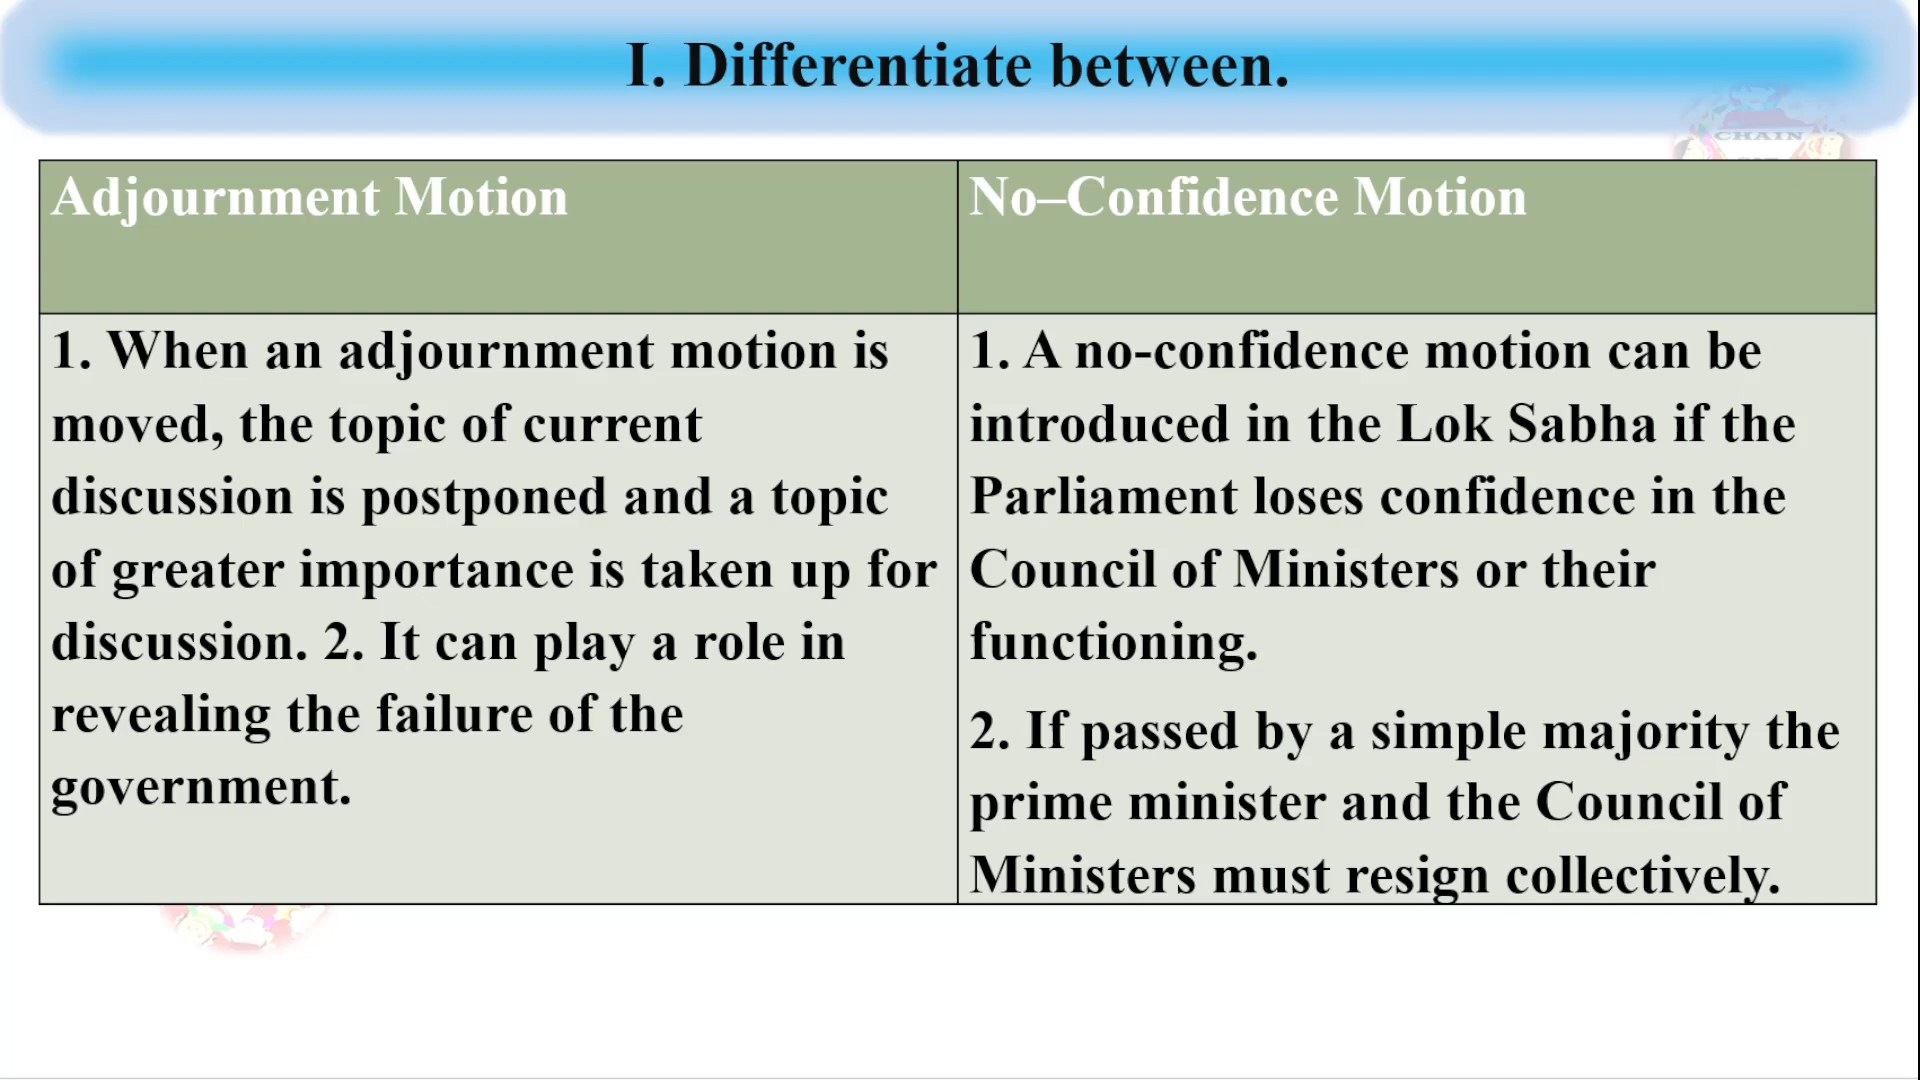 I. Differentiate between.
CHAIN
Adjournment Motion
No–Confidence Motion
1. When an adjournment motion is
moved, the topic of current
discussion is postponed and a topic
of greater importance is taken up for
discussion. 2. It can play a role in
revealing the failure of the
government.
1. A no-confidence motion can be
introduced in the Lok Sabha if the
Parliament loses confidence in the
Council of Ministers or their
functioning.
2. If passed by a simple majority the
prime minister and the Council of
Ministers must resign collectively.